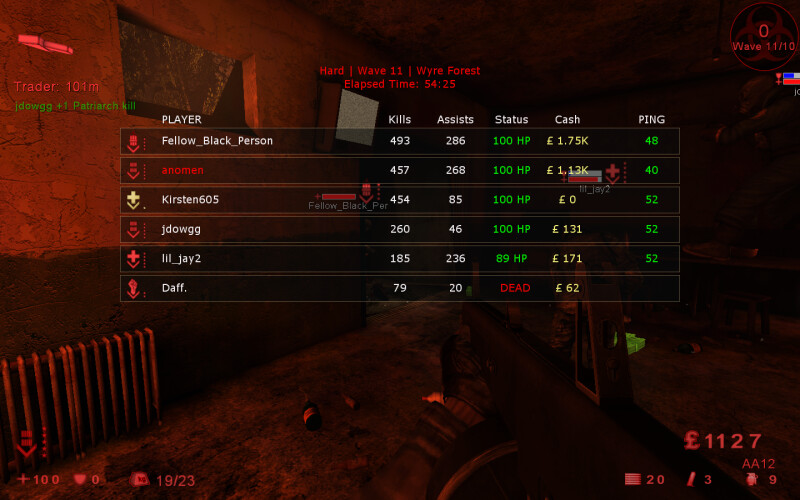 0
Wave 11/10
Hard | Wave 11 | Wyre Forest
Elapsed Time: 54:25
Trader: 101m
jdowgg +1 Patriarch kill
PLAYER Kills Assists Status Cash PING
Fellow_Black_Person 493 286 100 HP £ 1.75K 48
anomen 457 268 100 HP £ 1.13K 40
Kirsten605 454 85 100 HP £ 0 52
jdowgg 260 46 100 HP £ 131 52
lil_jay2 185 236 89 HP £ 171 52
Daff. 79 20 DEAD £ 62
lil_jay2
Fellow_Black_Per
£1127
AA12
+100 0 19/23 20 3 9